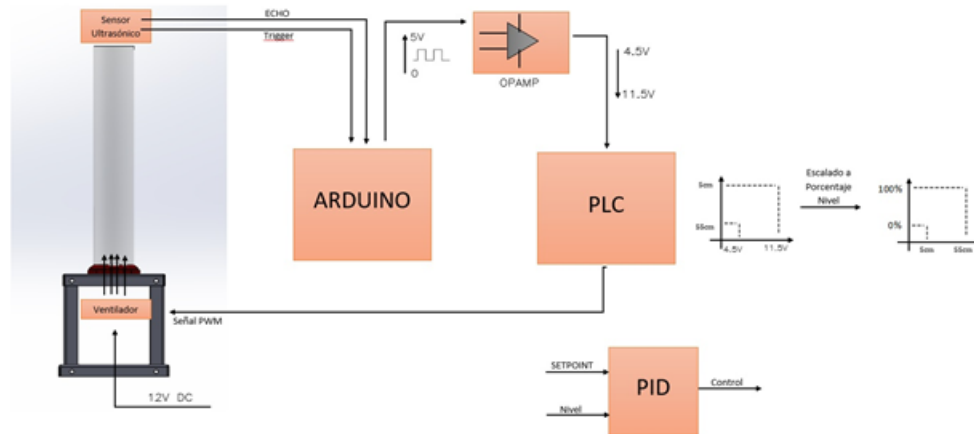 Sensor
Ultrasónico
ECHO
Trigger
5V
0
OPAMP
4.5V
11.5V
ARDUINO
PLC
5cm
55cm
4.5V
11.5V
Escalado a
Porcentaje
Nivel
100%
0%
5cm
55cm
Ventilador
Señal PWM
12V DC
SETPOINT
Nivel
PID
Control